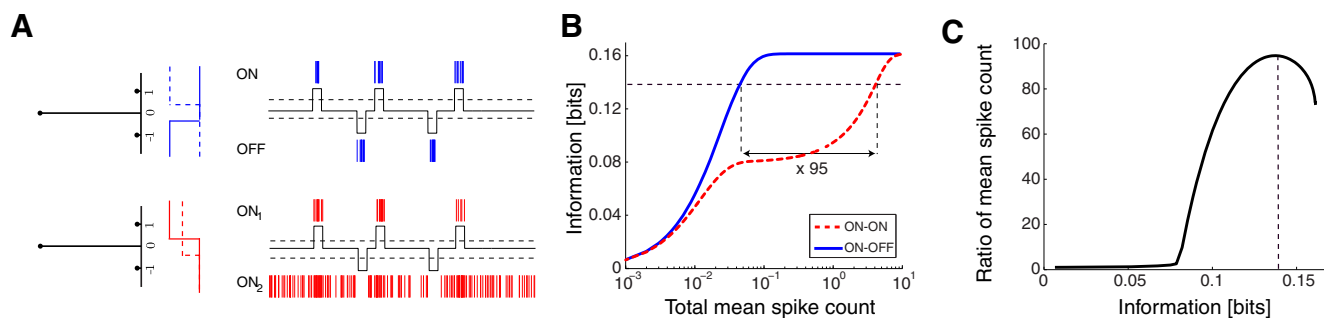 A
1
0
-1
ON
OFF
1
0
-1
ON1
ON2
B
Information [bits]
0.16
0.12
0.08
0.04
0
x 95
ON-ON
ON-OFF
10^-3 10^-2 10^-1 10^0 10^1
Total mean spike count
C
Ratio of mean spike count
100
80
60
40
20
0
0 0.05 0.1 0.15
Information [bits]